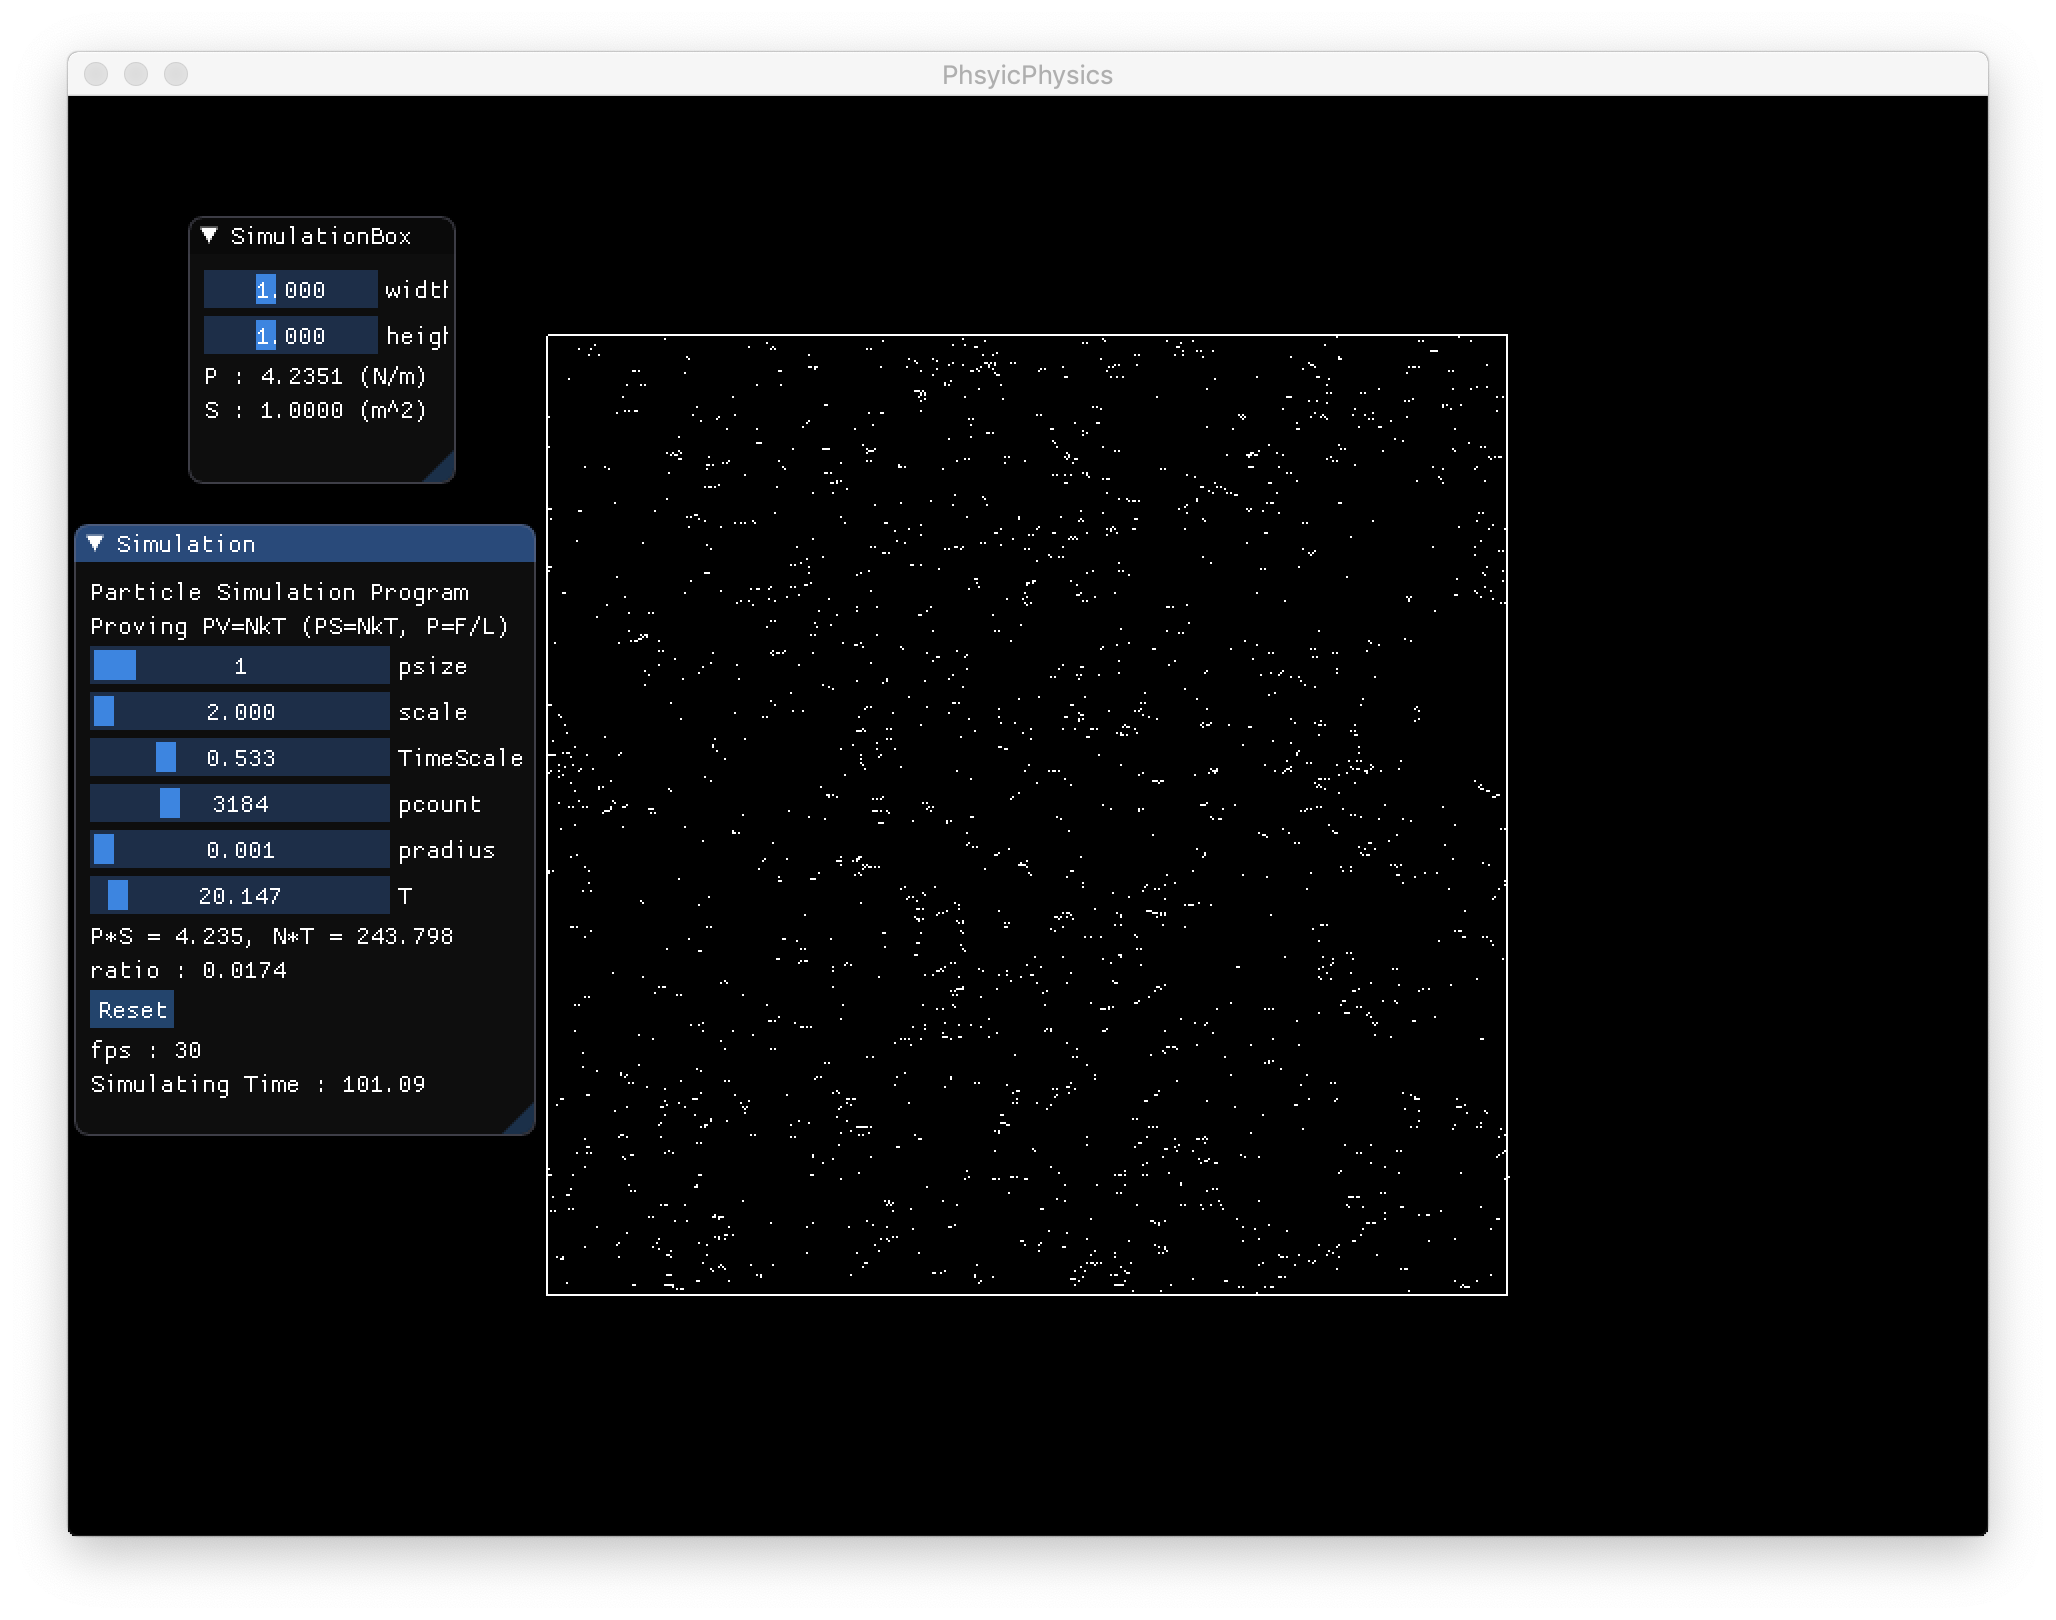 PhsyicPhysics
SimulationBox
1.000 width
1.000 heigh
P : 4.2351 (N/m)
S : 1.0000 (m^2)
Simulation
Particle Simulation Program
Proving PV=NkT (PS=NkT, P=F/L)
1 psize
2.000 scale
0.533 TimeScale
3184 pcount
0.001 pradius
20.147 T
P*S = 4.235, N*T = 243.798
ratio : 0.0174
Reset
fps : 30
Simulating Time : 101.09